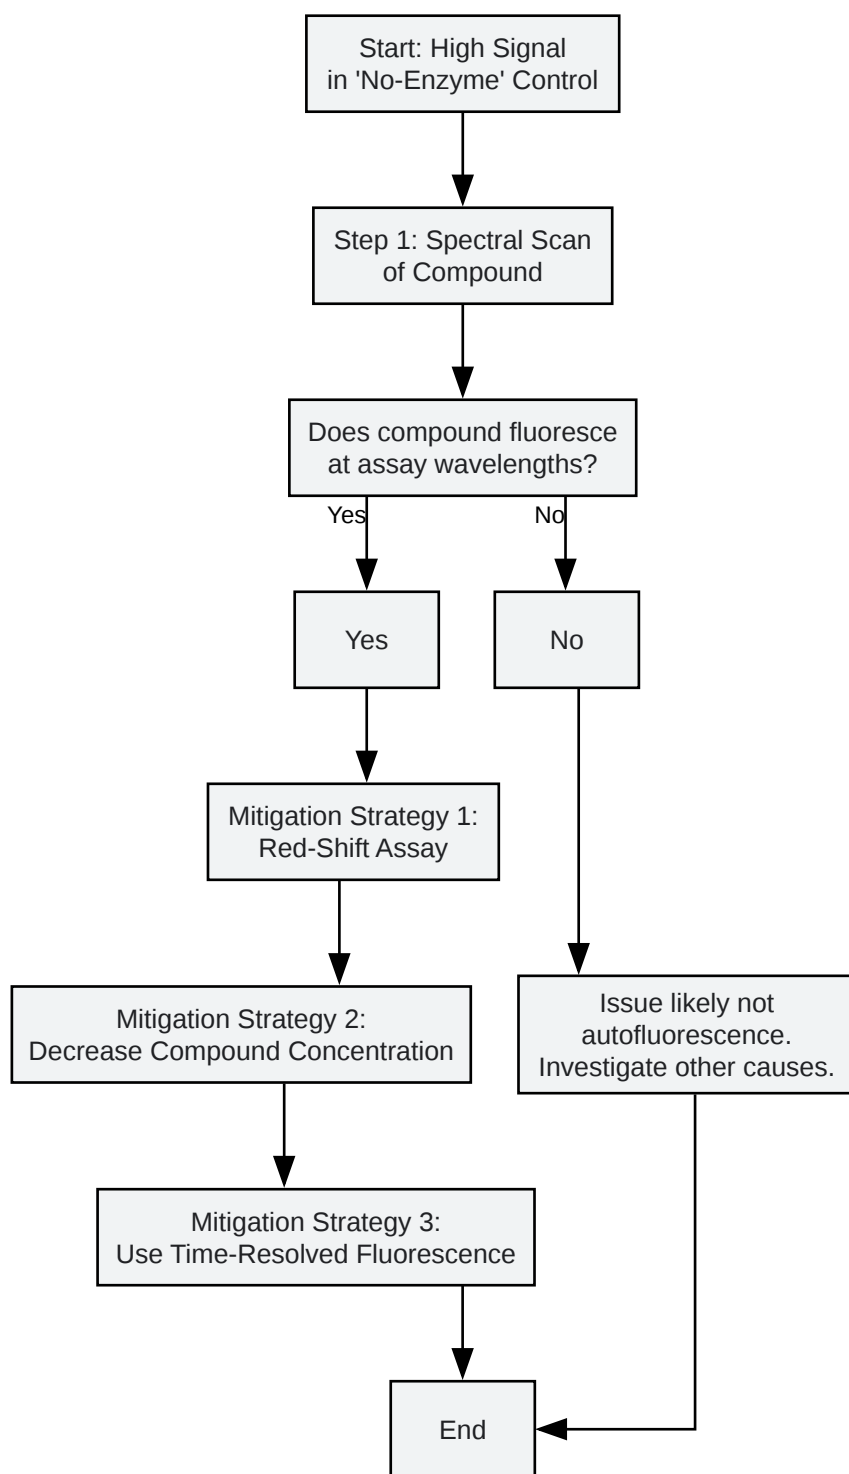 Start: High Signal
in 'No-Enzyme' Control
Step 1: Spectral Scan
of Compound
Does compound fluoresce
at assay wavelengths?
Yes
No
Yes
No
Mitigation Strategy 1:
Red-Shift Assay
Mitigation Strategy 2:
Decrease Compound Concentration
Issue likely not
autofluorescence.
Investigate other causes.
Mitigation Strategy 3:
Use Time-Resolved Fluorescence
End